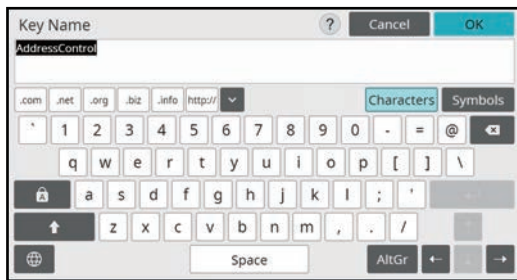 Key Name ? Cancel OK
AddressControl
.com .net .org .biz .info http:// Characters Symbols
` 1 2 3 4 5 6 7 8 9 0 - = @
q w e r t y u i o p [ ] \
A a s d f g h j k l ; '
z x c v b n m , . /
Space AltGr